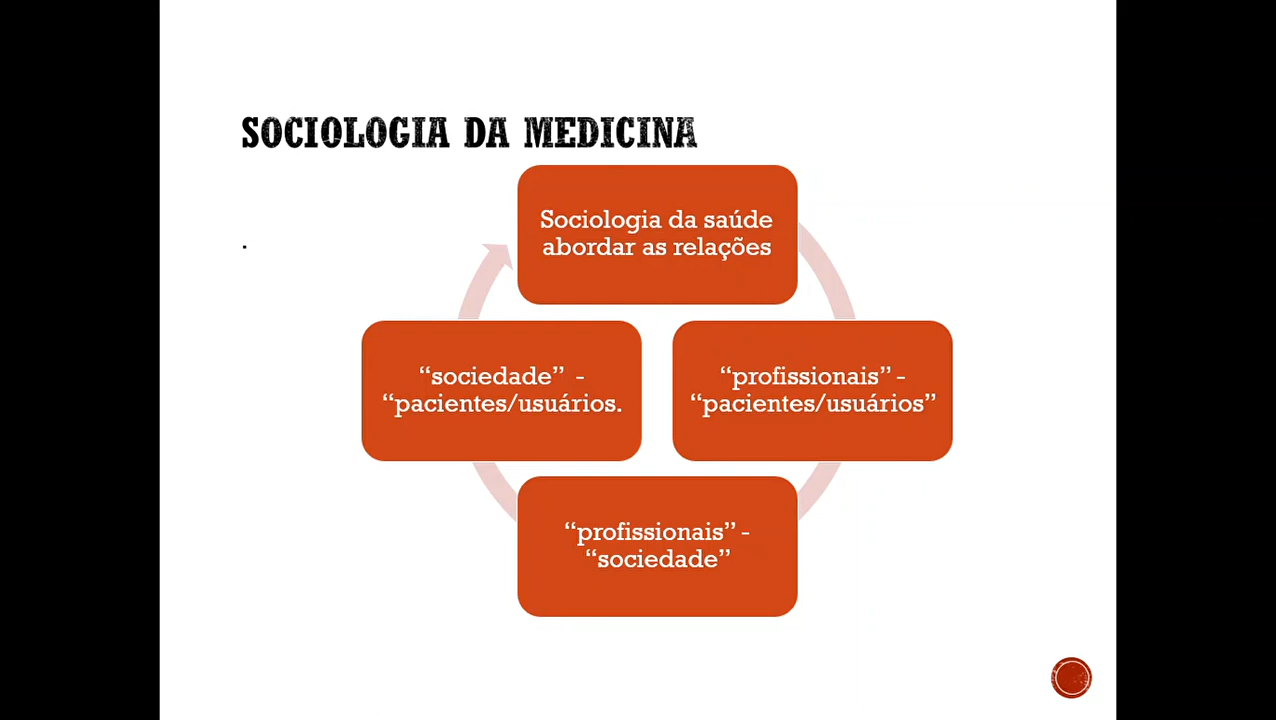 SOCIOLOGIA DA MEDICINA
Sociologia da saúde
abordar as relações
.
“sociedade” -
“pacientes/usuários.
“profissionais” -
“pacientes/usuários”
“profissionais” -
“sociedade”